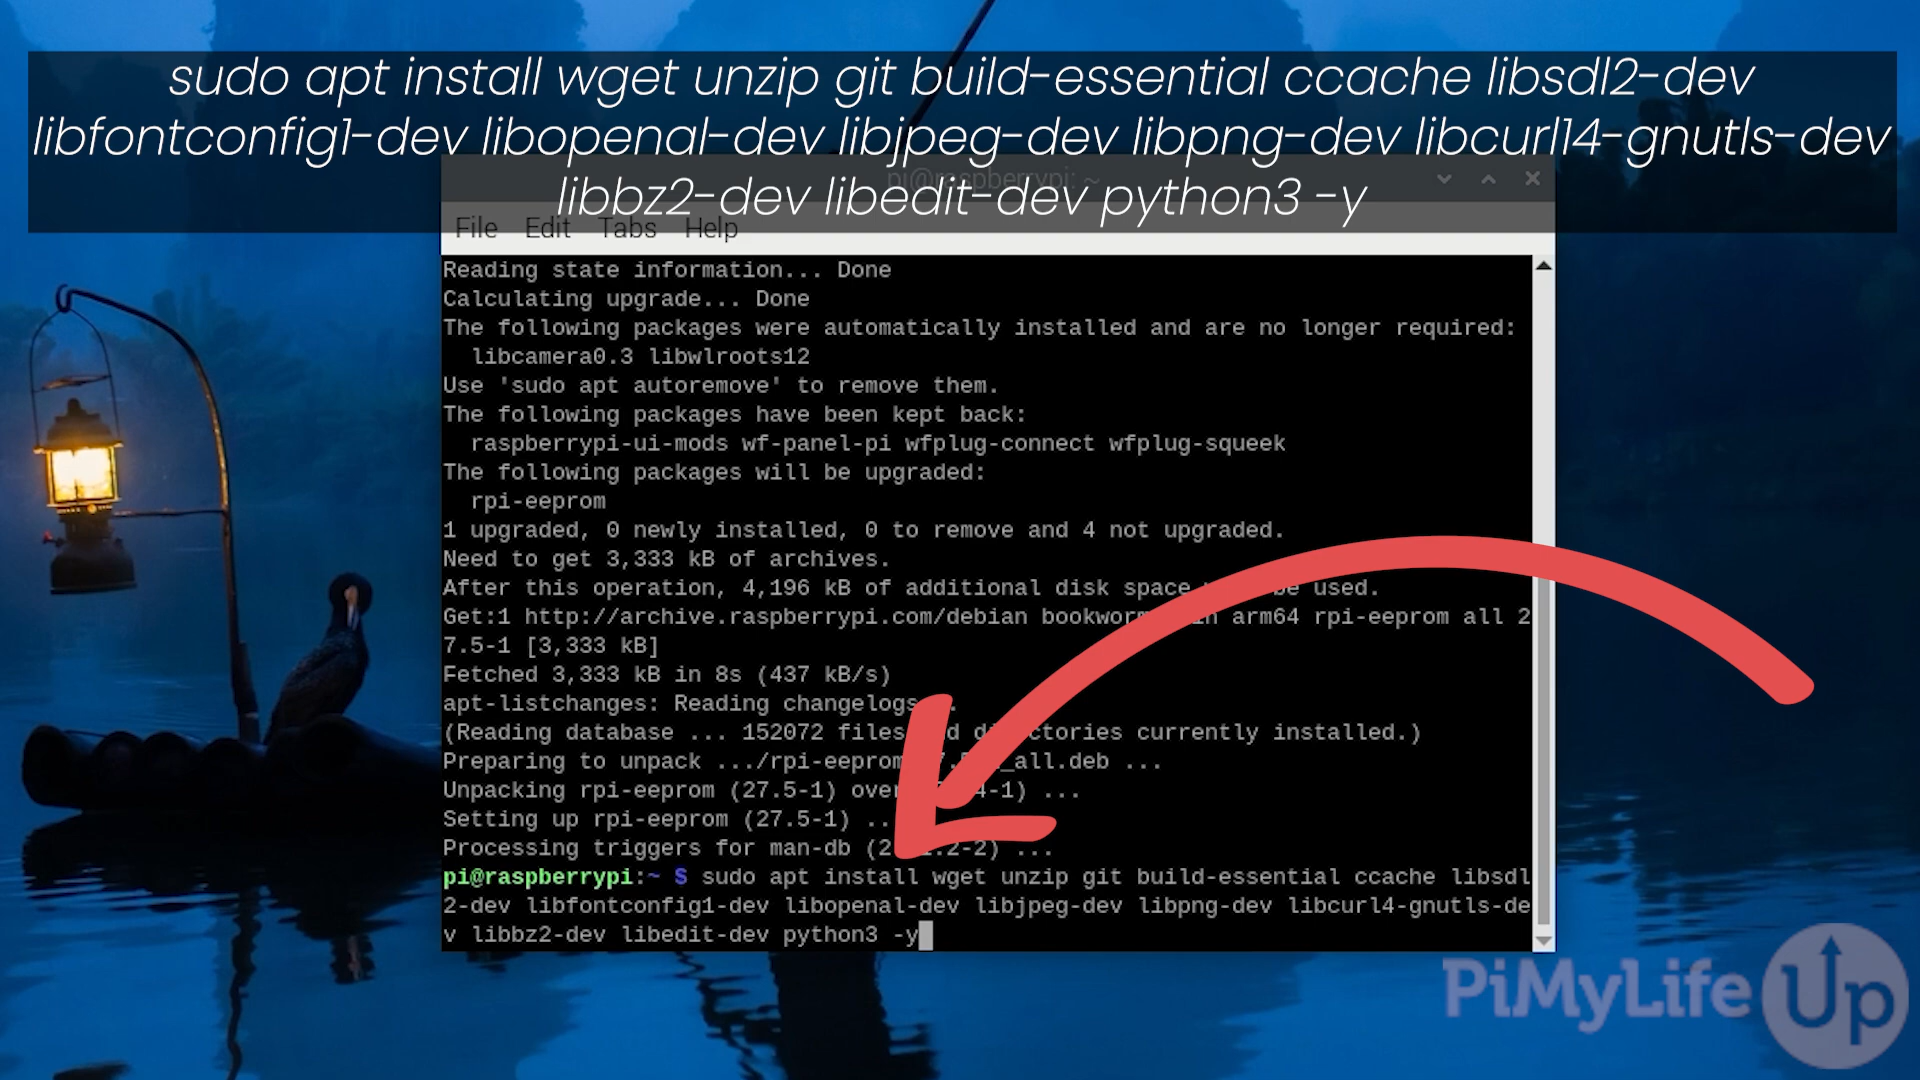 sudo apt install wget unzip git build-essential ccache libsdl2-dev
libfontconfig1-dev libopenal-dev libjpeg-dev libpng-dev libcurl14-gnutls-dev
libbz2-dev libedit-dev python3 -y
pi@raspberrypi: ~
File Edit Tabs Help
Reading state information... Done
Calculating upgrade... Done
The following packages were automatically installed and are no longer required:
libcamera0.3 libwlroots12
Use 'sudo apt autoremove' to remove them.
The following packages have been kept back:
raspberrypi-ui-mods wf-panel-pi wfplug-connect wfplug-squeek
The following packages will be upgraded:
rpi-eeprom
1 upgraded, 0 newly installed, 0 to remove and 4 not upgraded.
Need to get 3,333 kB of archives.
After this operation, 4,196 kB of additional disk space be used.
Get:1 http://archive.raspberrypi.com/debian arm64 rpi-eeprom all 2
7.5-1 [3,333 kB]
Fetched 3,333 kB in 8s (437 kB/s)
apt-listchanges: Reading changelogs
(Reading database ... 152072 files currently installed.)
Preparing to unpack ...
Unpacking rpi-eeprom (27.5-1) ...
Setting up rpi-eeprom (27.5-1) ..
Processing triggers for man-db ...
pi@raspberrypi:~ $ sudo apt install wget unzip git build-essential ccache libsdl
2-dev libfontconfig1-dev libopenal-dev libjpeg-dev libpng-dev libcurl4-gnutls-de
v libbz2-dev libedit-dev python3 -y
PiMyLifeUp